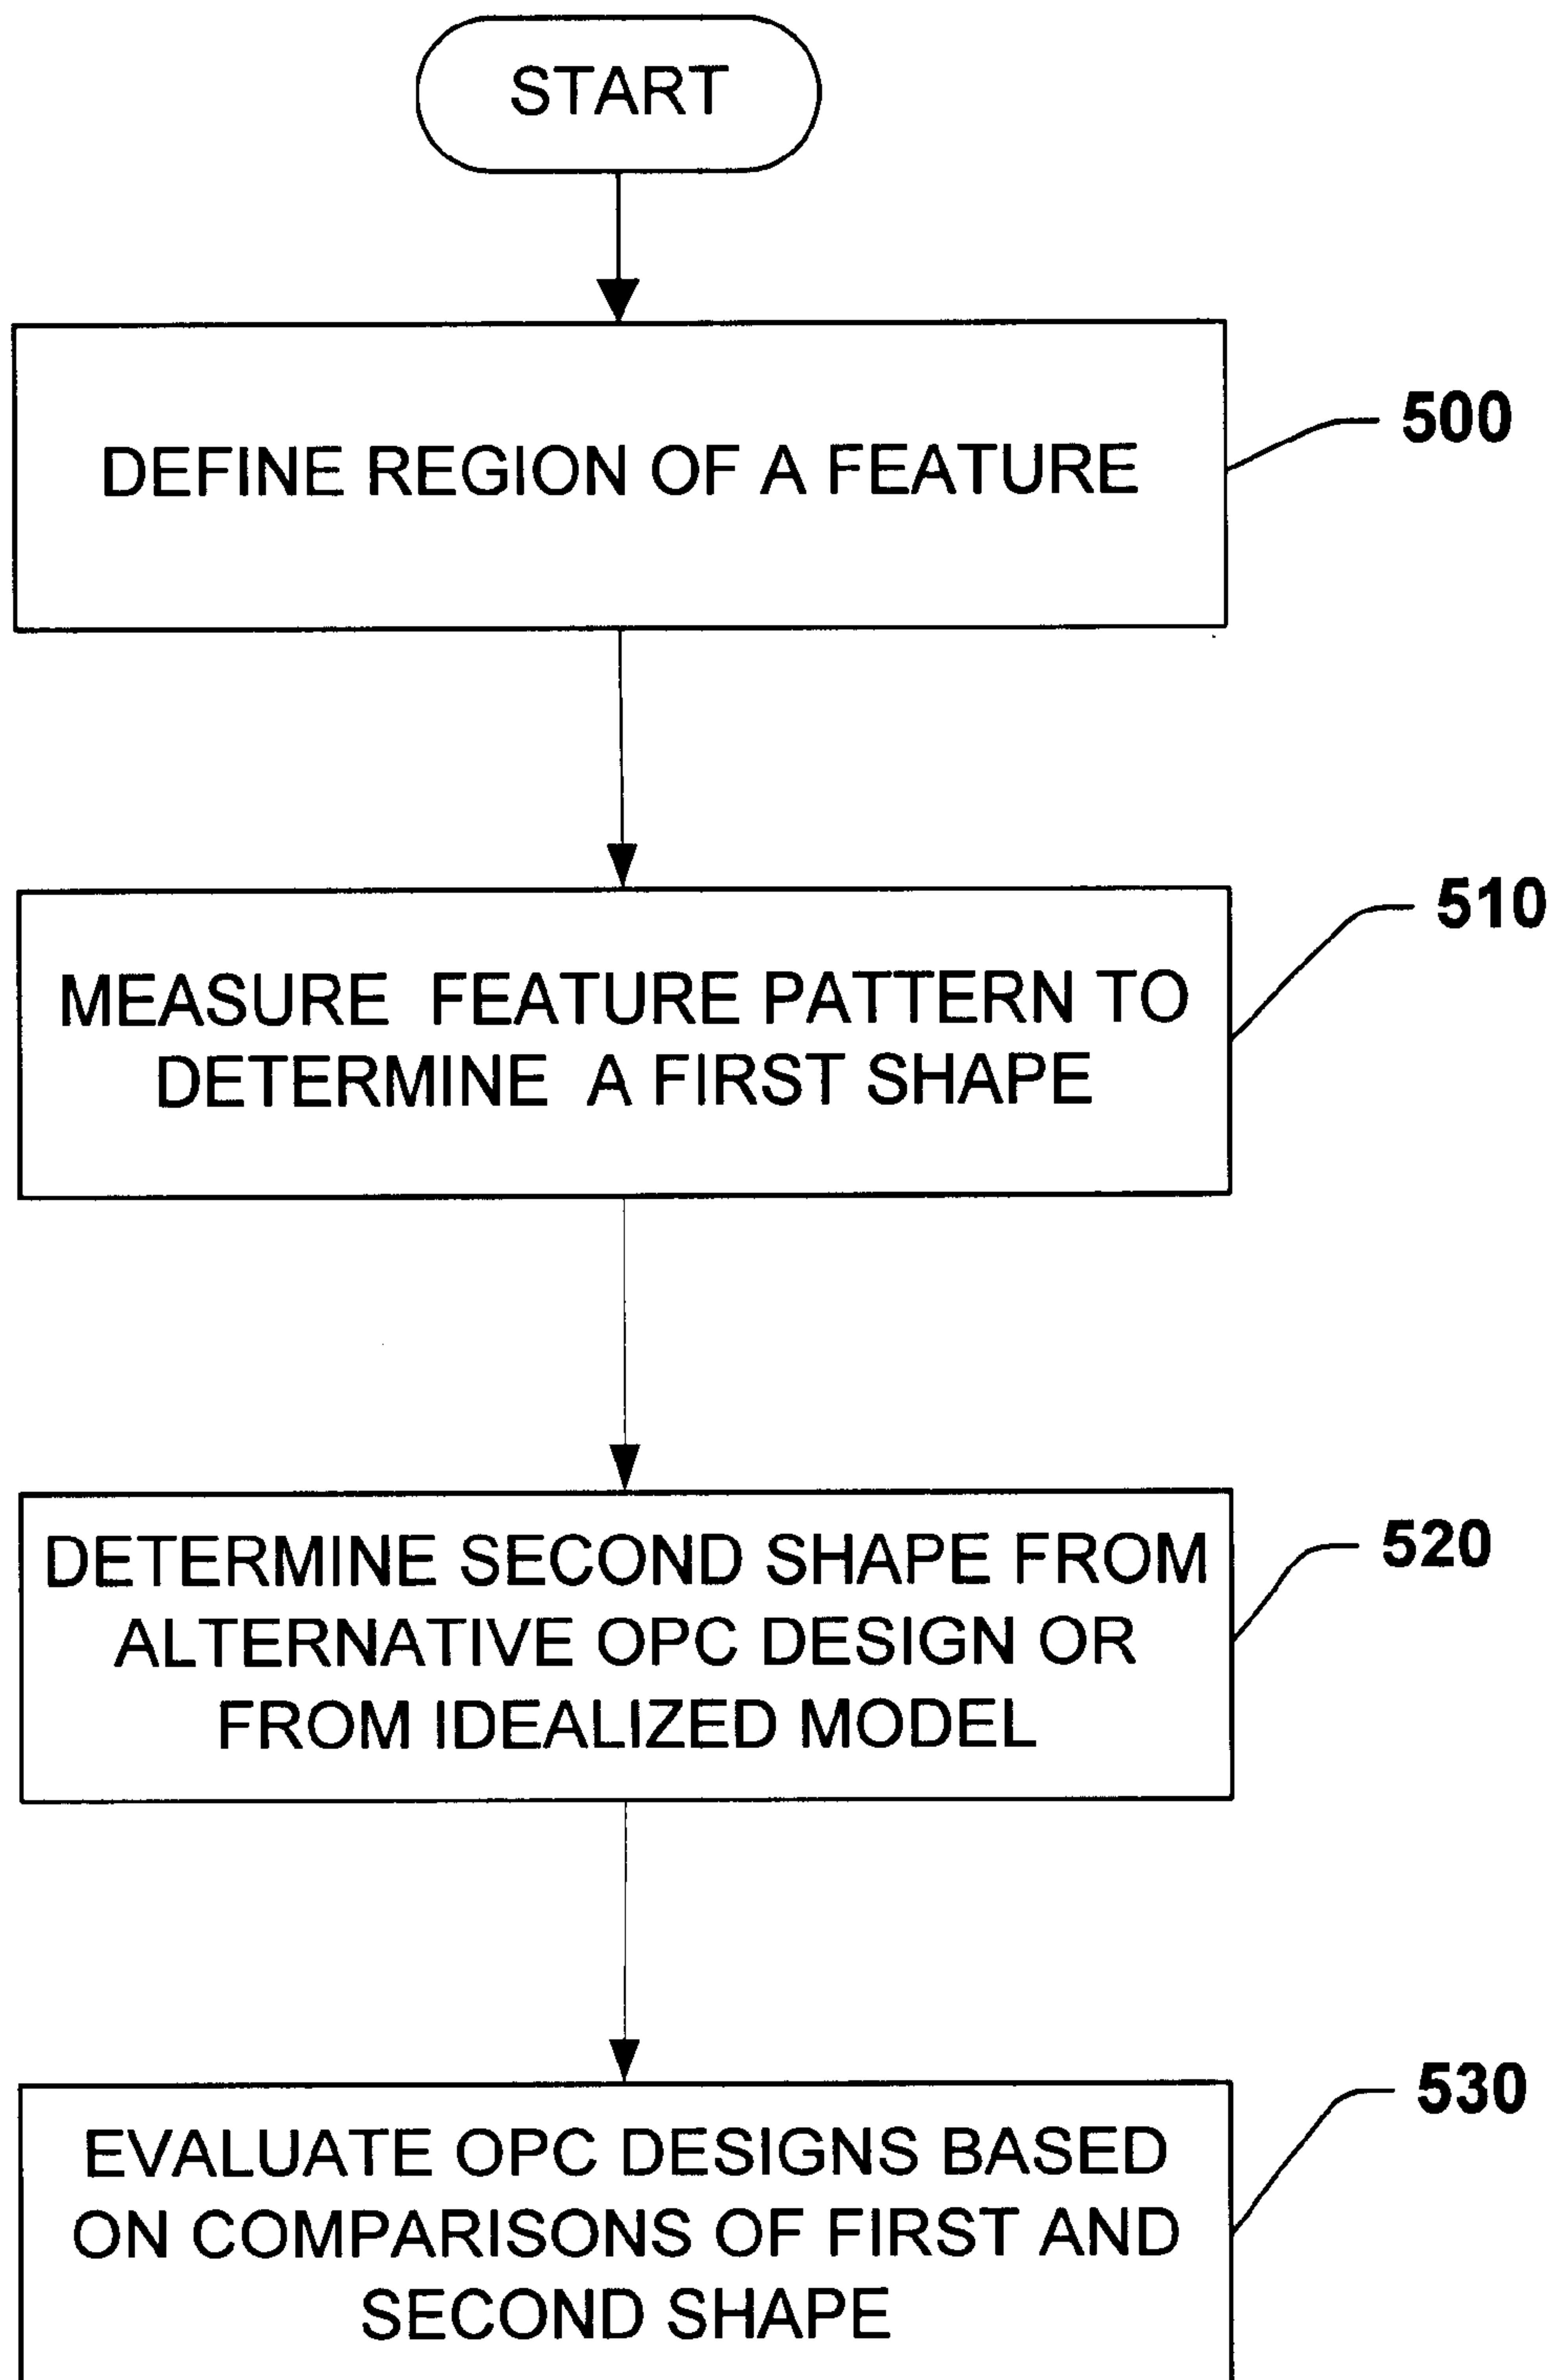 START
DEFINE REGION OF A FEATURE
500
MEASURE FEATURE PATTERN TO
DETERMINE A FIRST SHAPE
510
DETERMINE SECOND SHAPE FROM
ALTERNATIVE OPC DESIGN OR
FROM IDEALIZED MODEL
520
EVALUATE OPC DESIGNS BASED
ON COMPARISONS OF FIRST AND
SECOND SHAPE
530